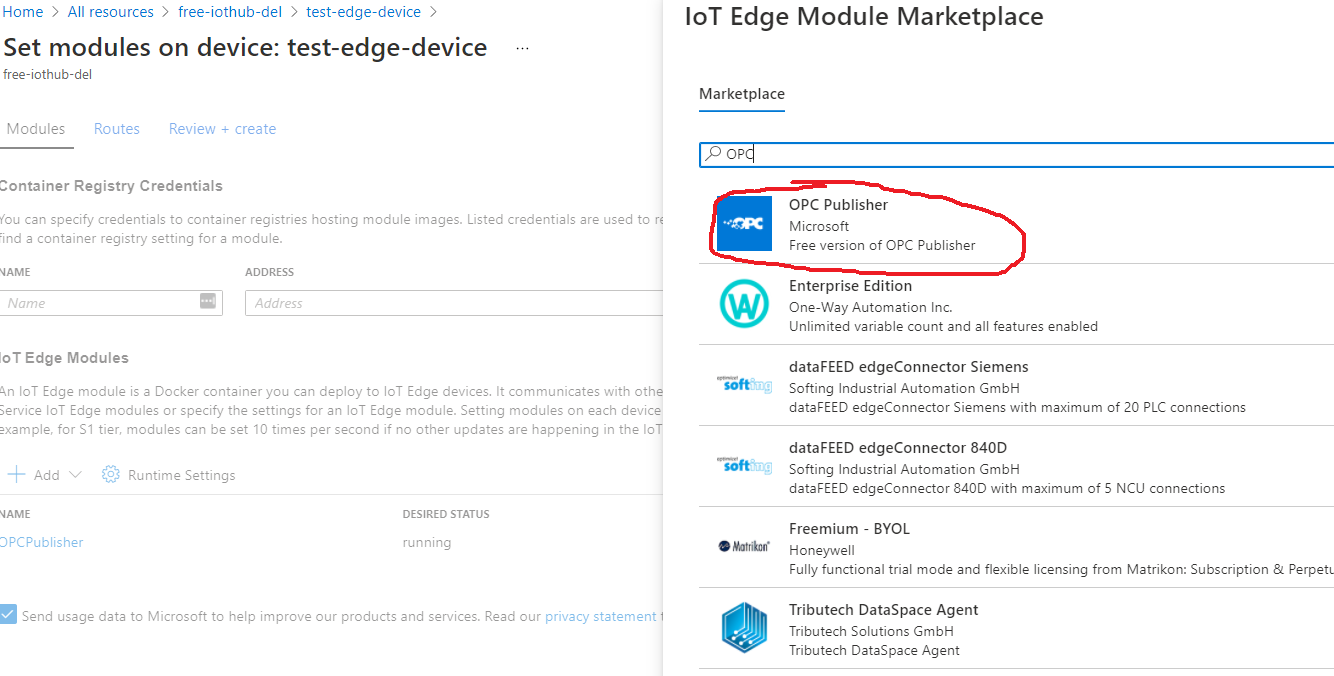 Home > All resources > free-iothub-del > test-edge-device >
Set modules on device: test-edge-device ...
free-iothub-del
Modules Routes Review + create
Container Registry Credentials
You can specify credentials to container registries hosting module images. Listed credentials are used to re
find a container registry setting for a module.
NAME ADDRESS
Name Address
IoT Edge Modules
An IoT Edge module is a Docker container you can deploy to IoT Edge devices. It communicates with othe
Service IoT Edge modules or specify the settings for an IoT Edge module. Setting modules on each device
example, for S1 tier, modules can be set 10 times per second if no other updates are happening in the IoT
+ Add Runtime Settings
NAME DESIRED STATUS
OPCPublisher running
Send usage data to Microsoft to help improve our products and services. Read our privacy statement t
IoT Edge Module Marketplace
Marketplace
OPC
OPC
OPC Publisher
Microsoft
Free version of OPC Publisher
W
Enterprise Edition
One-Way Automation Inc.
Unlimited variable count and all features enabled
optimize!
softing
dataFEED edgeConnector Siemens
Softing Industrial Automation GmbH
dataFEED edgeConnector Siemens with maximum of 20 PLC connections
optimize!
softing
dataFEED edgeConnector 840D
Softing Industrial Automation GmbH
dataFEED edgeConnector 840D with maximum of 5 NCU connections
Matrikon
Freemium - BYOL
Honeywell
Fully functional trial mode and flexible licensing from Matrikon: Subscription & Perpetu
Tributech DataSpace Agent
Tributech Solutions GmbH
Tributech DataSpace Agent